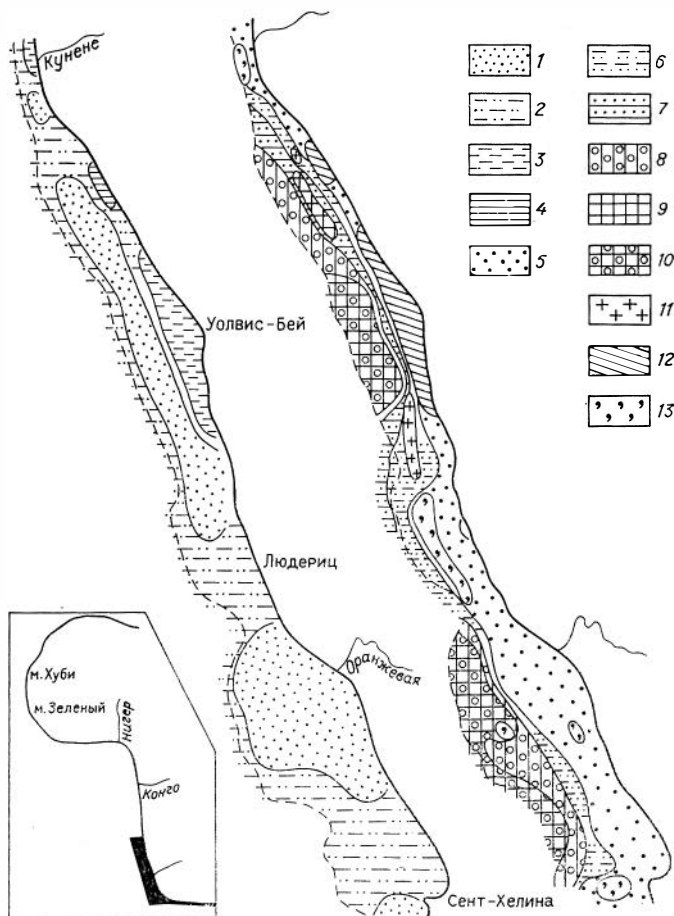 Кунене
1
6
2
7
3
8
4
9
5
10
11
12
13
Уолвис-Бей
Людериц
Оранжевая
м. Хуби
м. Зеленый
Нигер
Конго
Сент-Хелина